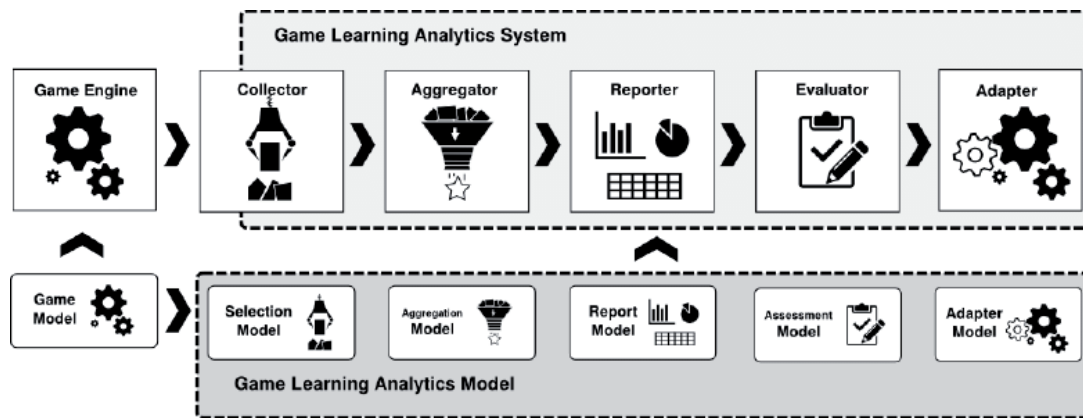 Game Learning Analytics System
Game Engine
Collector
Aggregator
Reporter
Evaluator
Adapter
Game
Model
Selection
Model
Aggregation
Model
Report
Model
Assessment
Model
Adapter
Model
Game Learning Analytics Model